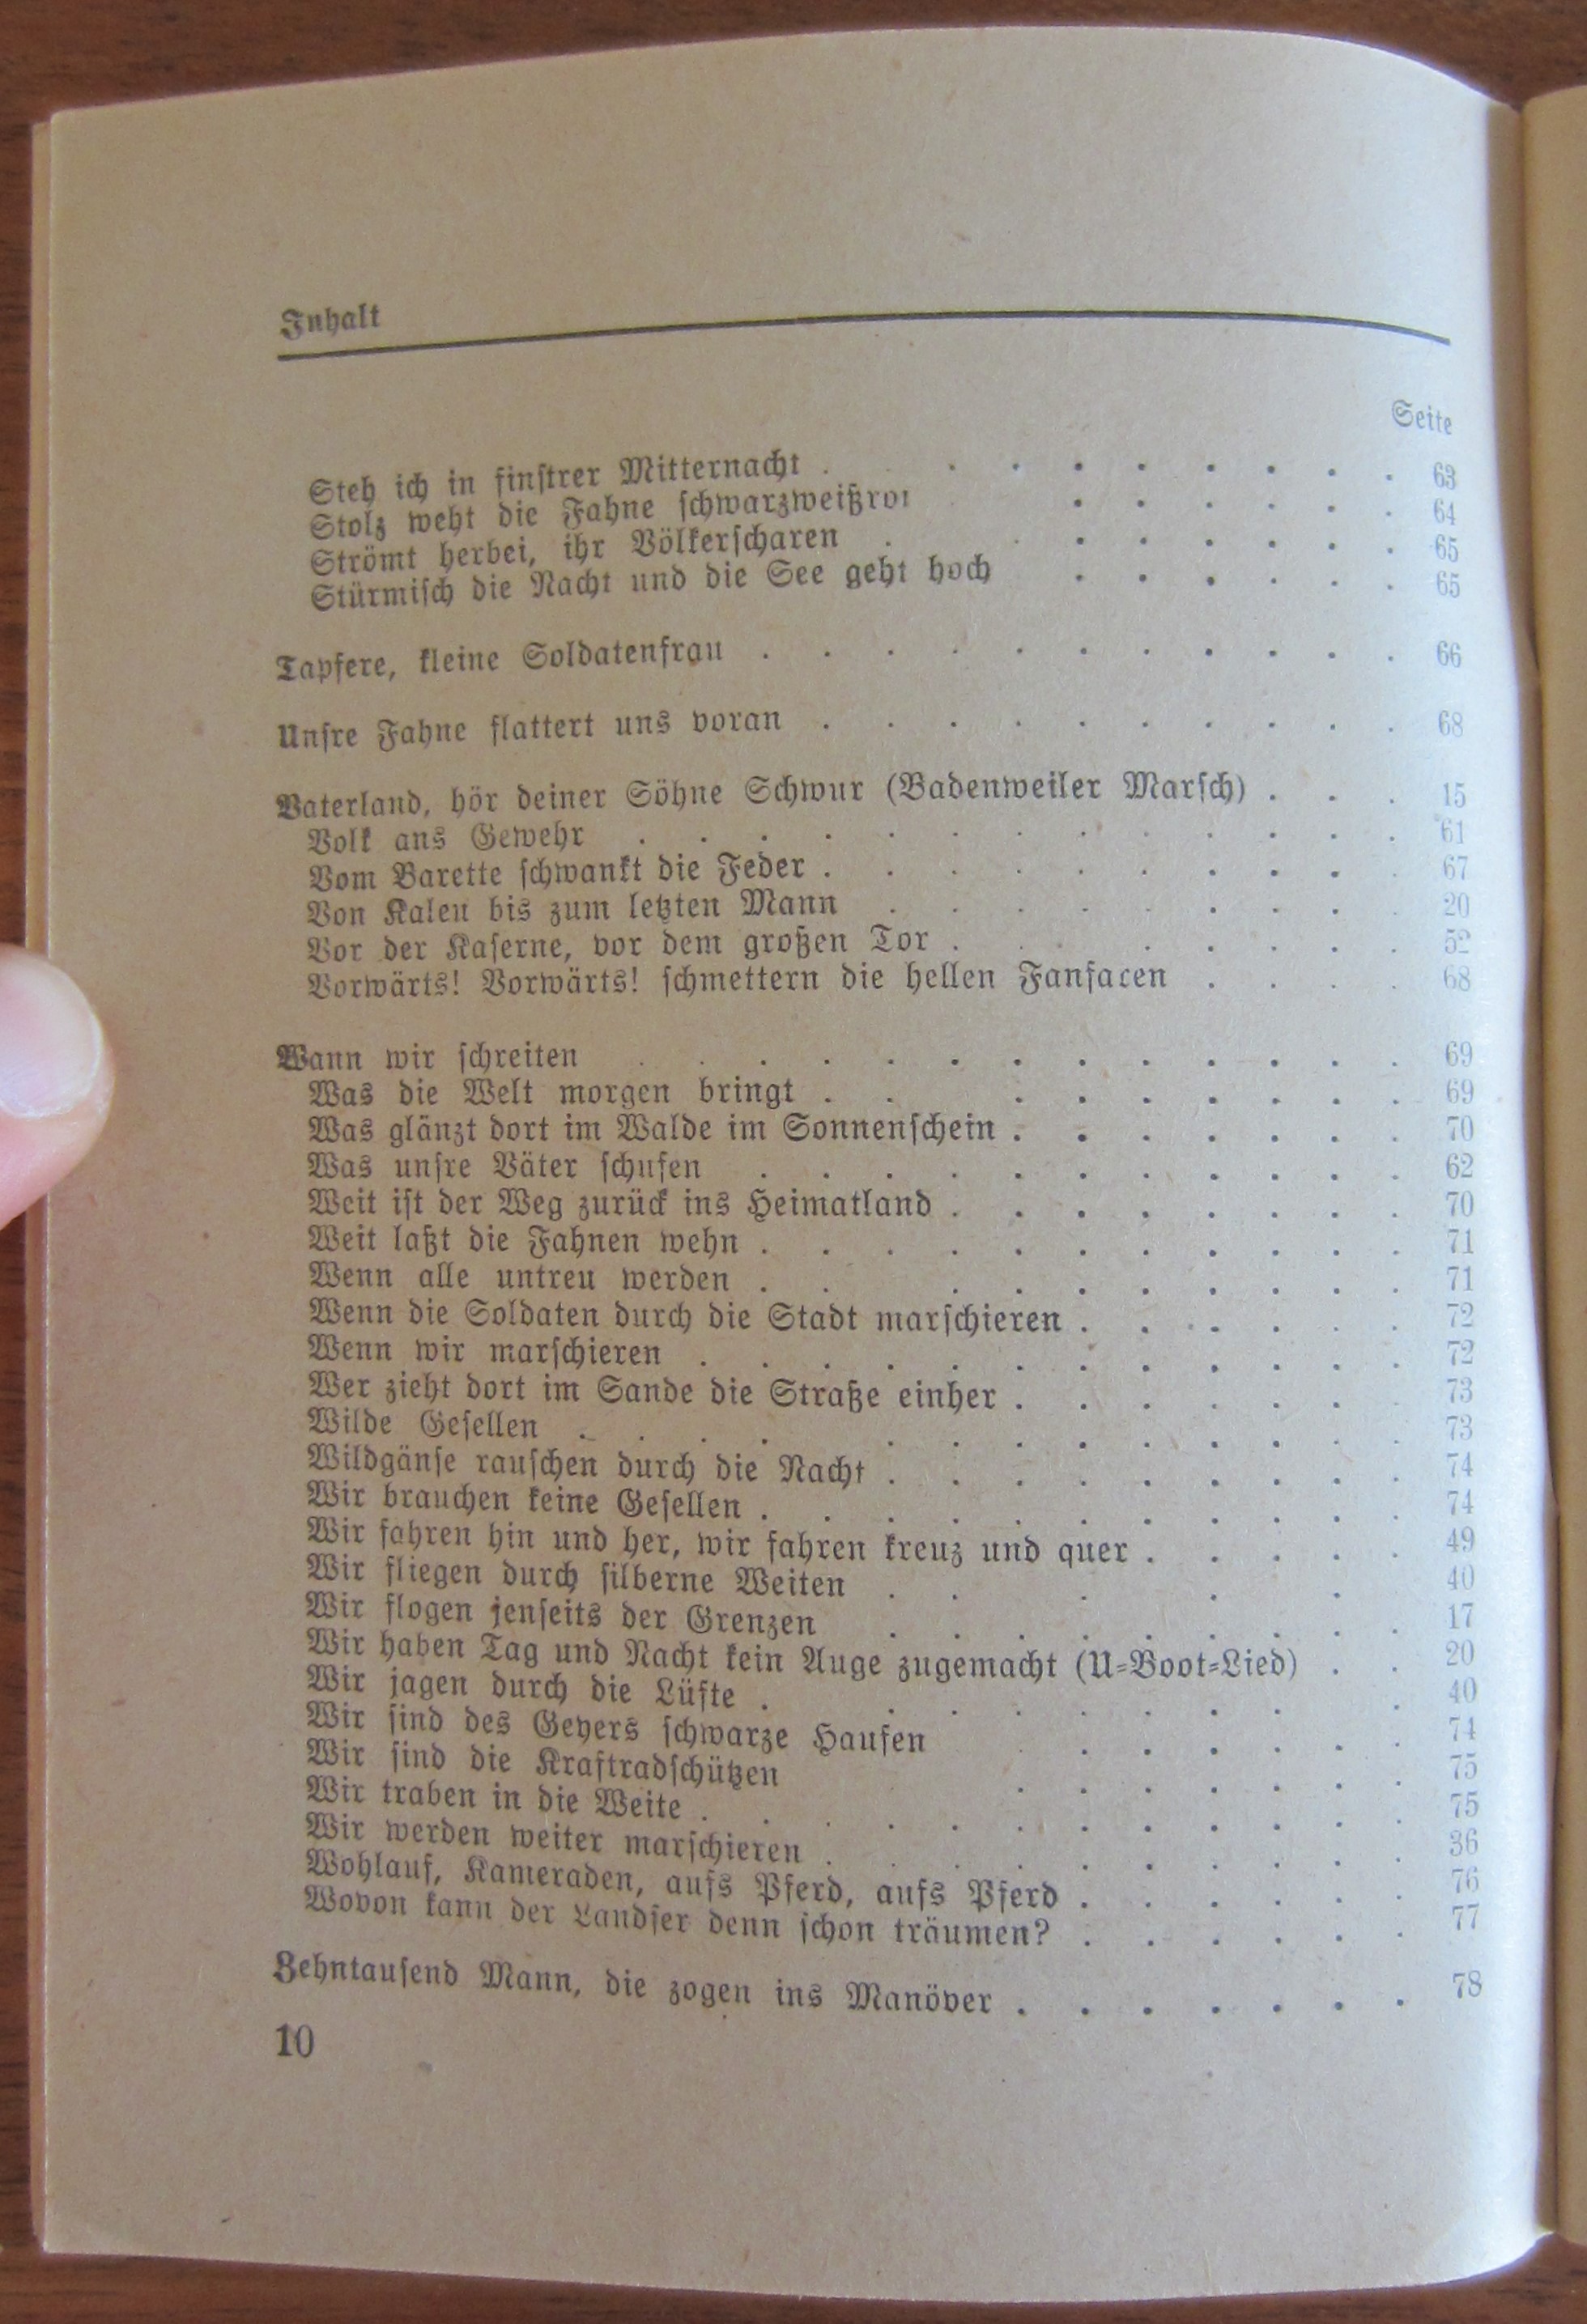 Inhalt
Seite
Steh ich in finstrer Mitternacht . . . . . . . . . 63
Stolz weht die Fahne schwarzweißrot . . . . . . 64
Strömt herbei, ihr Völkerscharen . . . . . . . . 65
Stürmisch die Nacht und die See geht hoch . . . . . . 65
Tapfere, kleine Soldatenfrau . . . . . . . . . . . 66
Unsre Fahne flattert uns voran . . . . . . . . . . 68
Vaterland, hör deiner Söhne Schwur (Badenweiler Marsch) . . . 15
Volk ans Gewehr . . . . . . . . . . . . . 61
Vom Barette schwankt die Feder . . . . . . . . . . 67
Von Kalen bis zum letzten Mann . . . . . . . . . 20
Vor der Kaserne, vor dem großen Tor . . . . . . . . 52
Vorwärts! Vorwärts! schmettern die hellen Fanfaren . . . . 68
Wann wir schreiten . . . . . . . . . . . . . 69
Was die Welt morgen bringt . . . . . . . . . 69
Was glänzt dort im Walde im Sonnenschein . . . . . . . 70
Was unsre Väter schufen . . . . . . . . . . . 62
Weit ist der Weg zurück ins Heimatland . . . . . . . . 70
Weit laßt die Fahnen wehn . . . . . . . . . . . 71
Wenn alle untreu werden . . . . . . . . . . 71
Wenn die Soldaten durch die Stadt marschieren . . . . . . 72
Wenn wir marschieren . . . . . . . . . . . . 72
Wer zieht dort im Sande die Straße einher . . . . . . . 73
Wilde Gesellen . . . . . . . . . . . . . 73
Wildgänse rauschen durch die Nacht . . . . . . . . . 74
Wir brauchen keine Gesellen . . . . . . . . . . . 74
Wir fahren hin und her, wir fahren kreuz und quer . . . . . 49
Wir fliegen durch silberne Weiten . . . . . 40
Wir flogen jenseits der Grenzen . . . . . . . . . 17
Wir haben Tag und Nacht kein Auge zugemacht (U-Boot-Lied) . . 20
Wir jagen durch die Lüfte . . . . . . . . . 40
Wir sind des Geyers schwarze Haufen . . . . . . 74
Wir sind die Kraftradschützen . . . . . . . 75
Wir traben in die Weite . . . . . . . . . . . . 75
Wir werden weiter marschieren . . . . . . . . . 36
Wohlauf, Kameraden, aufs Pferd, aufs Pferd . . . . . . 76
Wovon kann der Landser denn schon träumen? . . . . . . 77
Zehntausend Mann, die zogen ins Manöver . . . . . . . 78
10